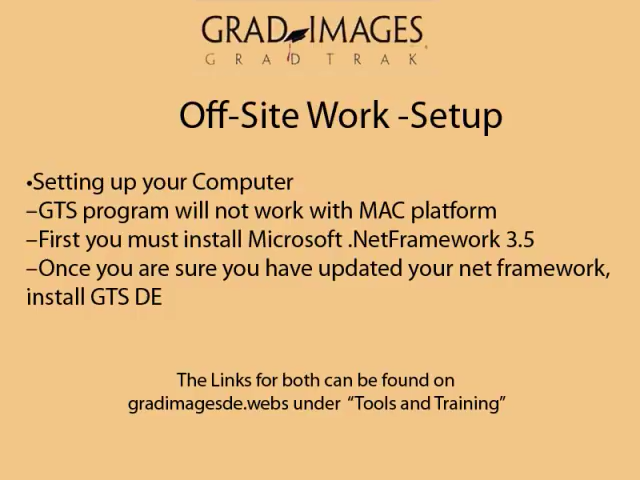 GRAD IMAGES
GRADTRAK
Off-Site Work -Setup
•Setting up your Computer
–GTS program will not work with MAC platform
–First you must install Microsoft .NetFramework 3.5
–Once you are sure you have updated your net framework,
install GTS DE
The Links for both can be found on
gradimagesde.webs under “Tools and Training”